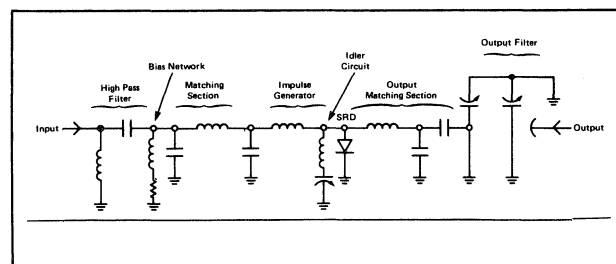 Output Filter
Idler
Circuit
Bias Network
High Pass
Filter
Matching
Section
Impulse
Generator
Output
Matching Section
SRD
Input
Output